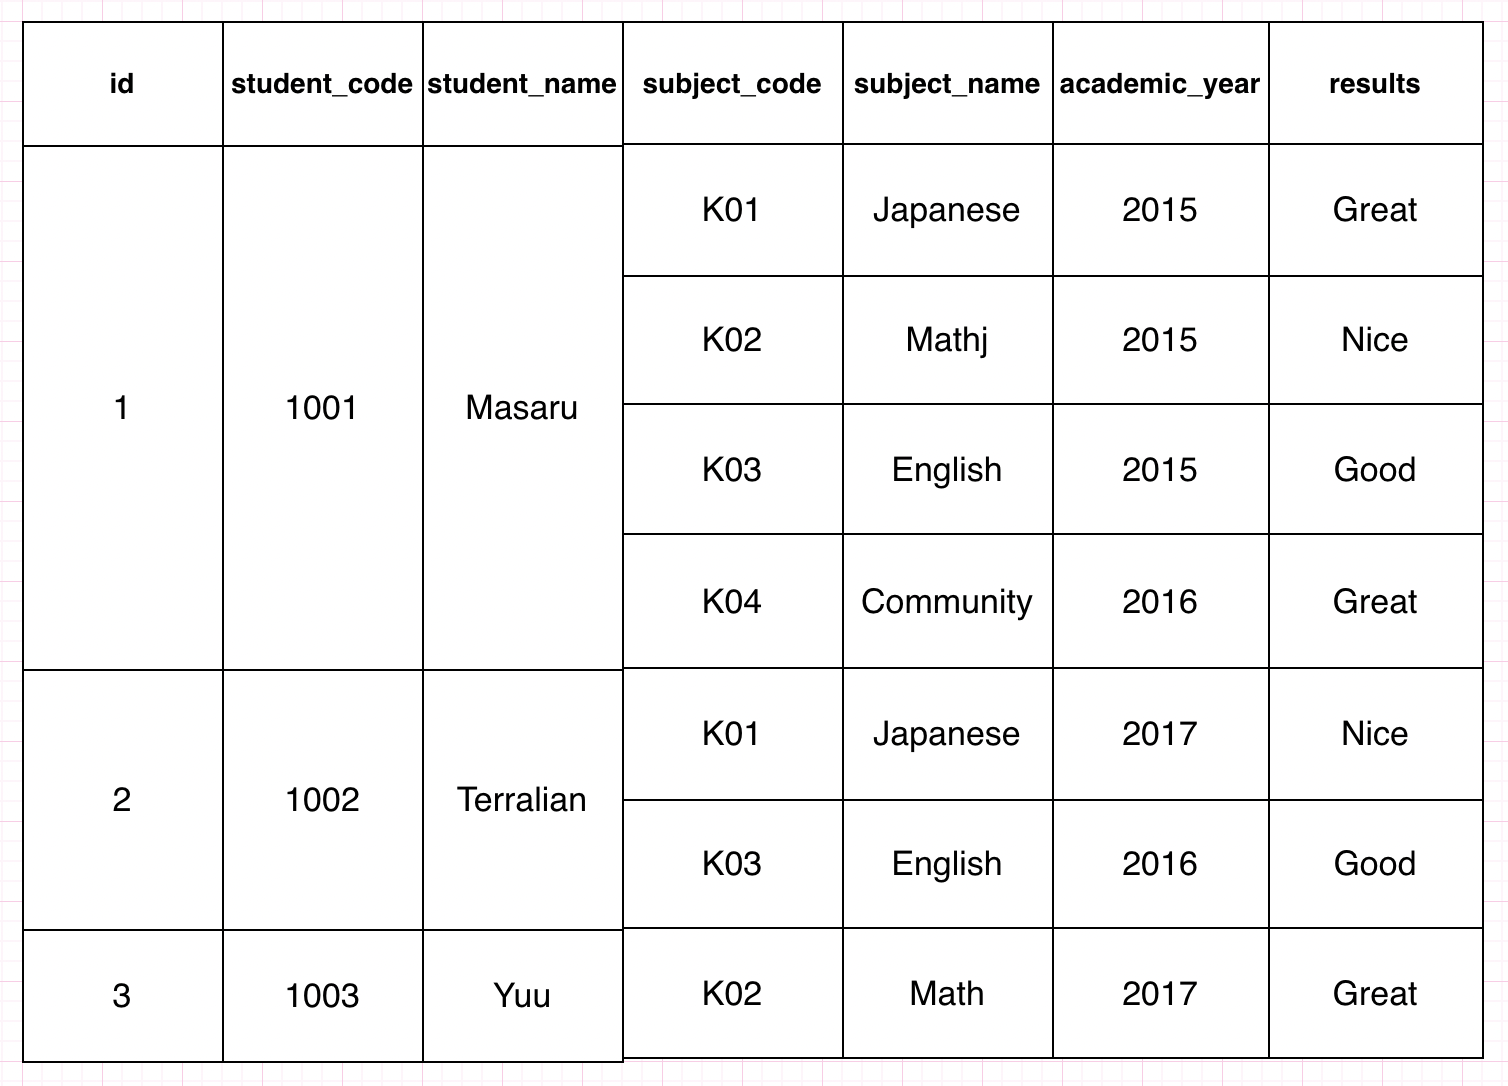 id student_code student_name subject_code subject_name academic_year results
K01 Japanese 2015 Great
K02 Mathj 2015 Nice
1 1001 Masaru
K03 English 2015 Good
K04 Community 2016 Great
K01 Japanese 2017 Nice
2 1002 Terralian
K03 English 2016 Good
3 1003 Yuu K02 Math 2017 Great